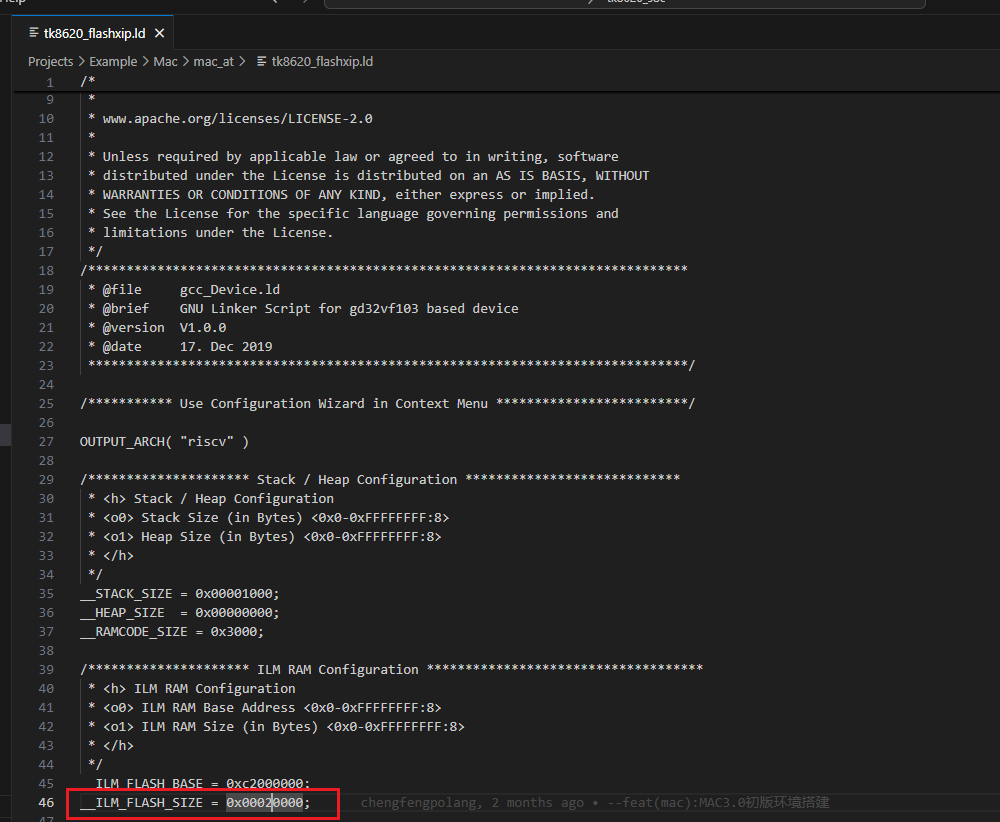 tk8620_flashxip.ld
Projects > Example > Mac > mac_at > tk8620_flashxip.ld
1 /*
9 *
10 * www.apache.org/licenses/LICENSE-2.0
11 *
12 * Unless required by applicable law or agreed to in writing, software
13 * distributed under the License is distributed on an AS IS BASIS, WITHOUT
14 * WARRANTIES OR CONDITIONS OF ANY KIND, either express or implied.
15 * See the License for the specific language governing permissions and
16 * limitations under the License.
17 */
18 /******************************************************************************
19 * @file     gcc_Device.ld
20 * @brief    GNU Linker Script for gd32vf103 based device
21 * @version  V1.0.0
22 * @date     17. Dec 2019
23 ******************************************************************************/
24
25 /*********** Use Configuration Wizard in Context Menu *************************/
26
27 OUTPUT_ARCH( "riscv" )
28
29 /********************* Stack / Heap Configuration ****************************
30 * <h> Stack / Heap Configuration
31 * <o0> Stack Size (in Bytes) <0x0-0xFFFFFFFF:8>
32 * <o1> Heap Size (in Bytes) <0x0-0xFFFFFFFF:8>
33 * </h>
34 */
35 __STACK_SIZE = 0x00001000;
36 __HEAP_SIZE  = 0x00000000;
37 __RAMCODE_SIZE = 0x3000;
38
39 /********************* ILM RAM Configuration ************************************
40 * <h> ILM RAM Configuration
41 * <o0> ILM RAM Base Address <0x0-0xFFFFFFFF:8>
42 * <o1> ILM RAM Size (in Bytes) <0x0-0xFFFFFFFF:8>
43 * </h>
44 */
45 __ILM_FLASH_BASE = 0xc2000000;
46 __ILM_FLASH_SIZE = 0x00020000; chengfengpolang, 2 months ago • --feat(mac):MAC3.0初版环境搭建
47